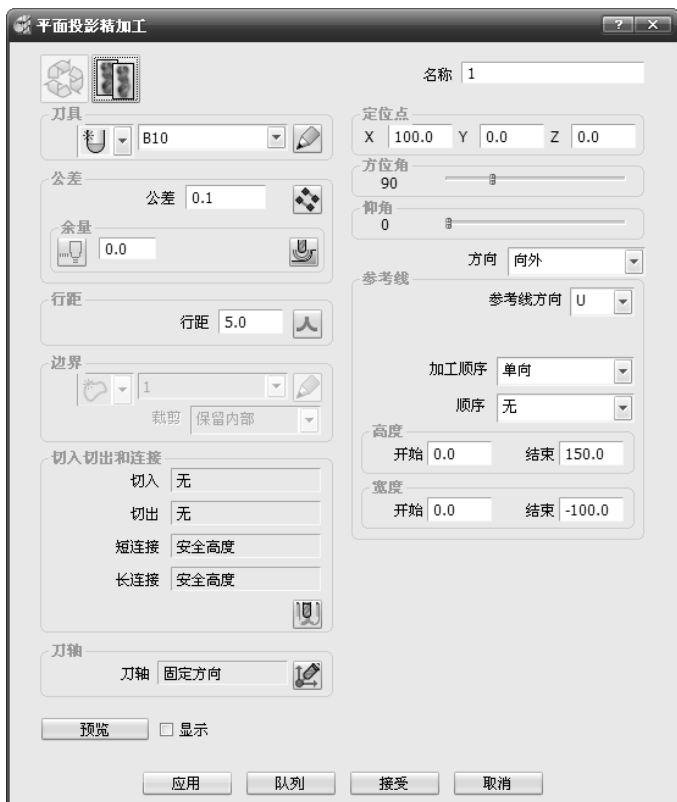 平面投影精加工
名称 1
刀具
B10
公差
公差 0.1
余量
0.0
行距
行距 5.0
边界
1
裁剪 保留内部
切入切出和连接
切入 无
切出 无
短连接 安全高度
长连接 安全高度
刀轴
刀轴 固定方向
预览 显示
定位点
X 100.0 Y 0.0 Z 0.0
方位角
90
仰角
0
方向 向外
参考线
参考线方向 U
加工顺序 单向
顺序 无
高度
开始 0.0 结束 150.0
宽度
开始 0.0 结束 -100.0
应用 队列 接受 取消